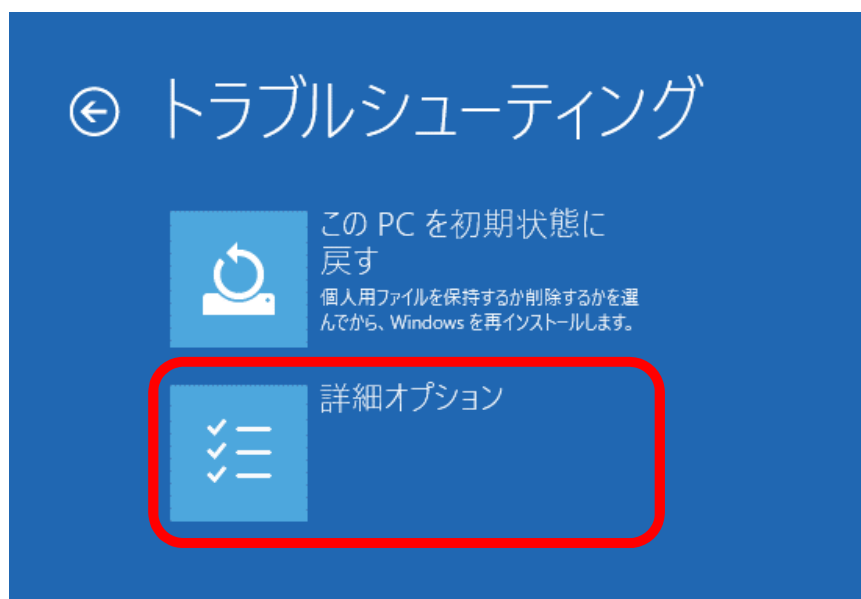 トラブルシューティング
この PC を初期状態に
戻す
個人用ファイルを保持するか削除するかを選
んでから、Windows を再インストールします。
詳細オプション